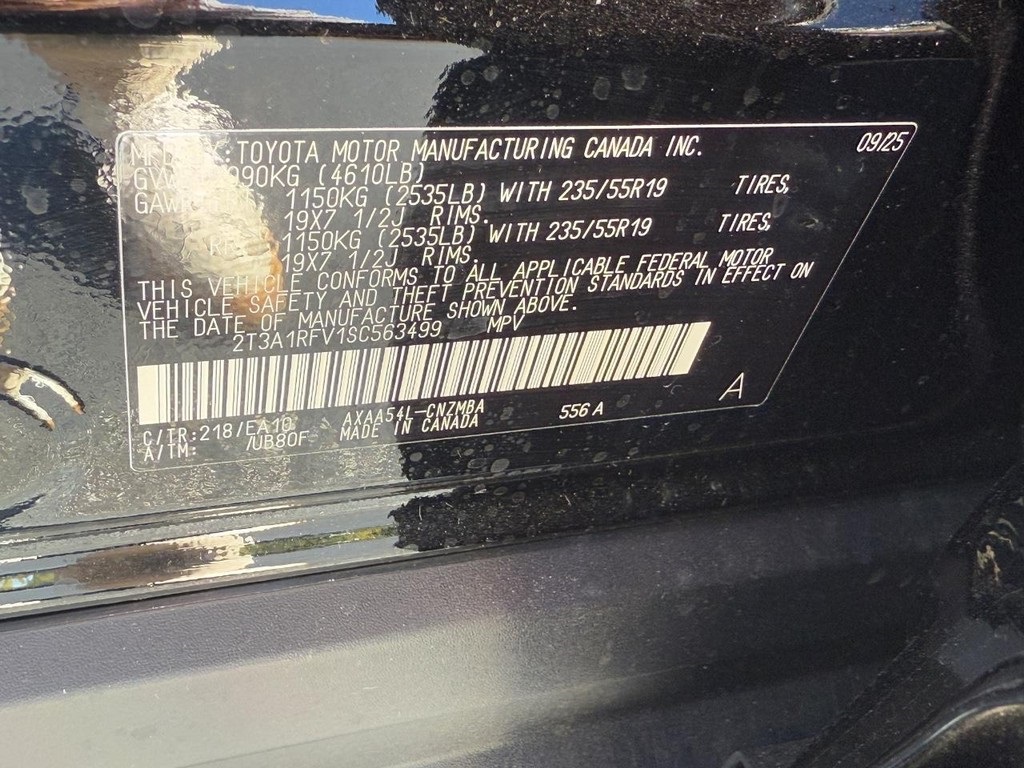 TOYOTA MOTOR MANUFACTURING CANADA INC. 09/25
(4610LB)
1150KG (2535LB) WITH 235/55R19 TIRES,
19X7 1/2J RIMS.
1150KG (2535LB) WITH 235/55R19 TIRES,
19X7 1/2J RIMS.
THIS VEHICLE CONFORMS TO ALL APPLICABLE FEDERAL MOTOR
VEHICLE SAFETY AND THEFT PREVENTION STANDARDS IN EFFECT ON
THE DATE OF MANUFACTURE SHOWN ABOVE.
2T3A1RFV1SC563499 MPV
C/TR:218/EA10 AXAA54L-CNZMBA 556A A
A/TM: /UB80F MADE IN CANADA